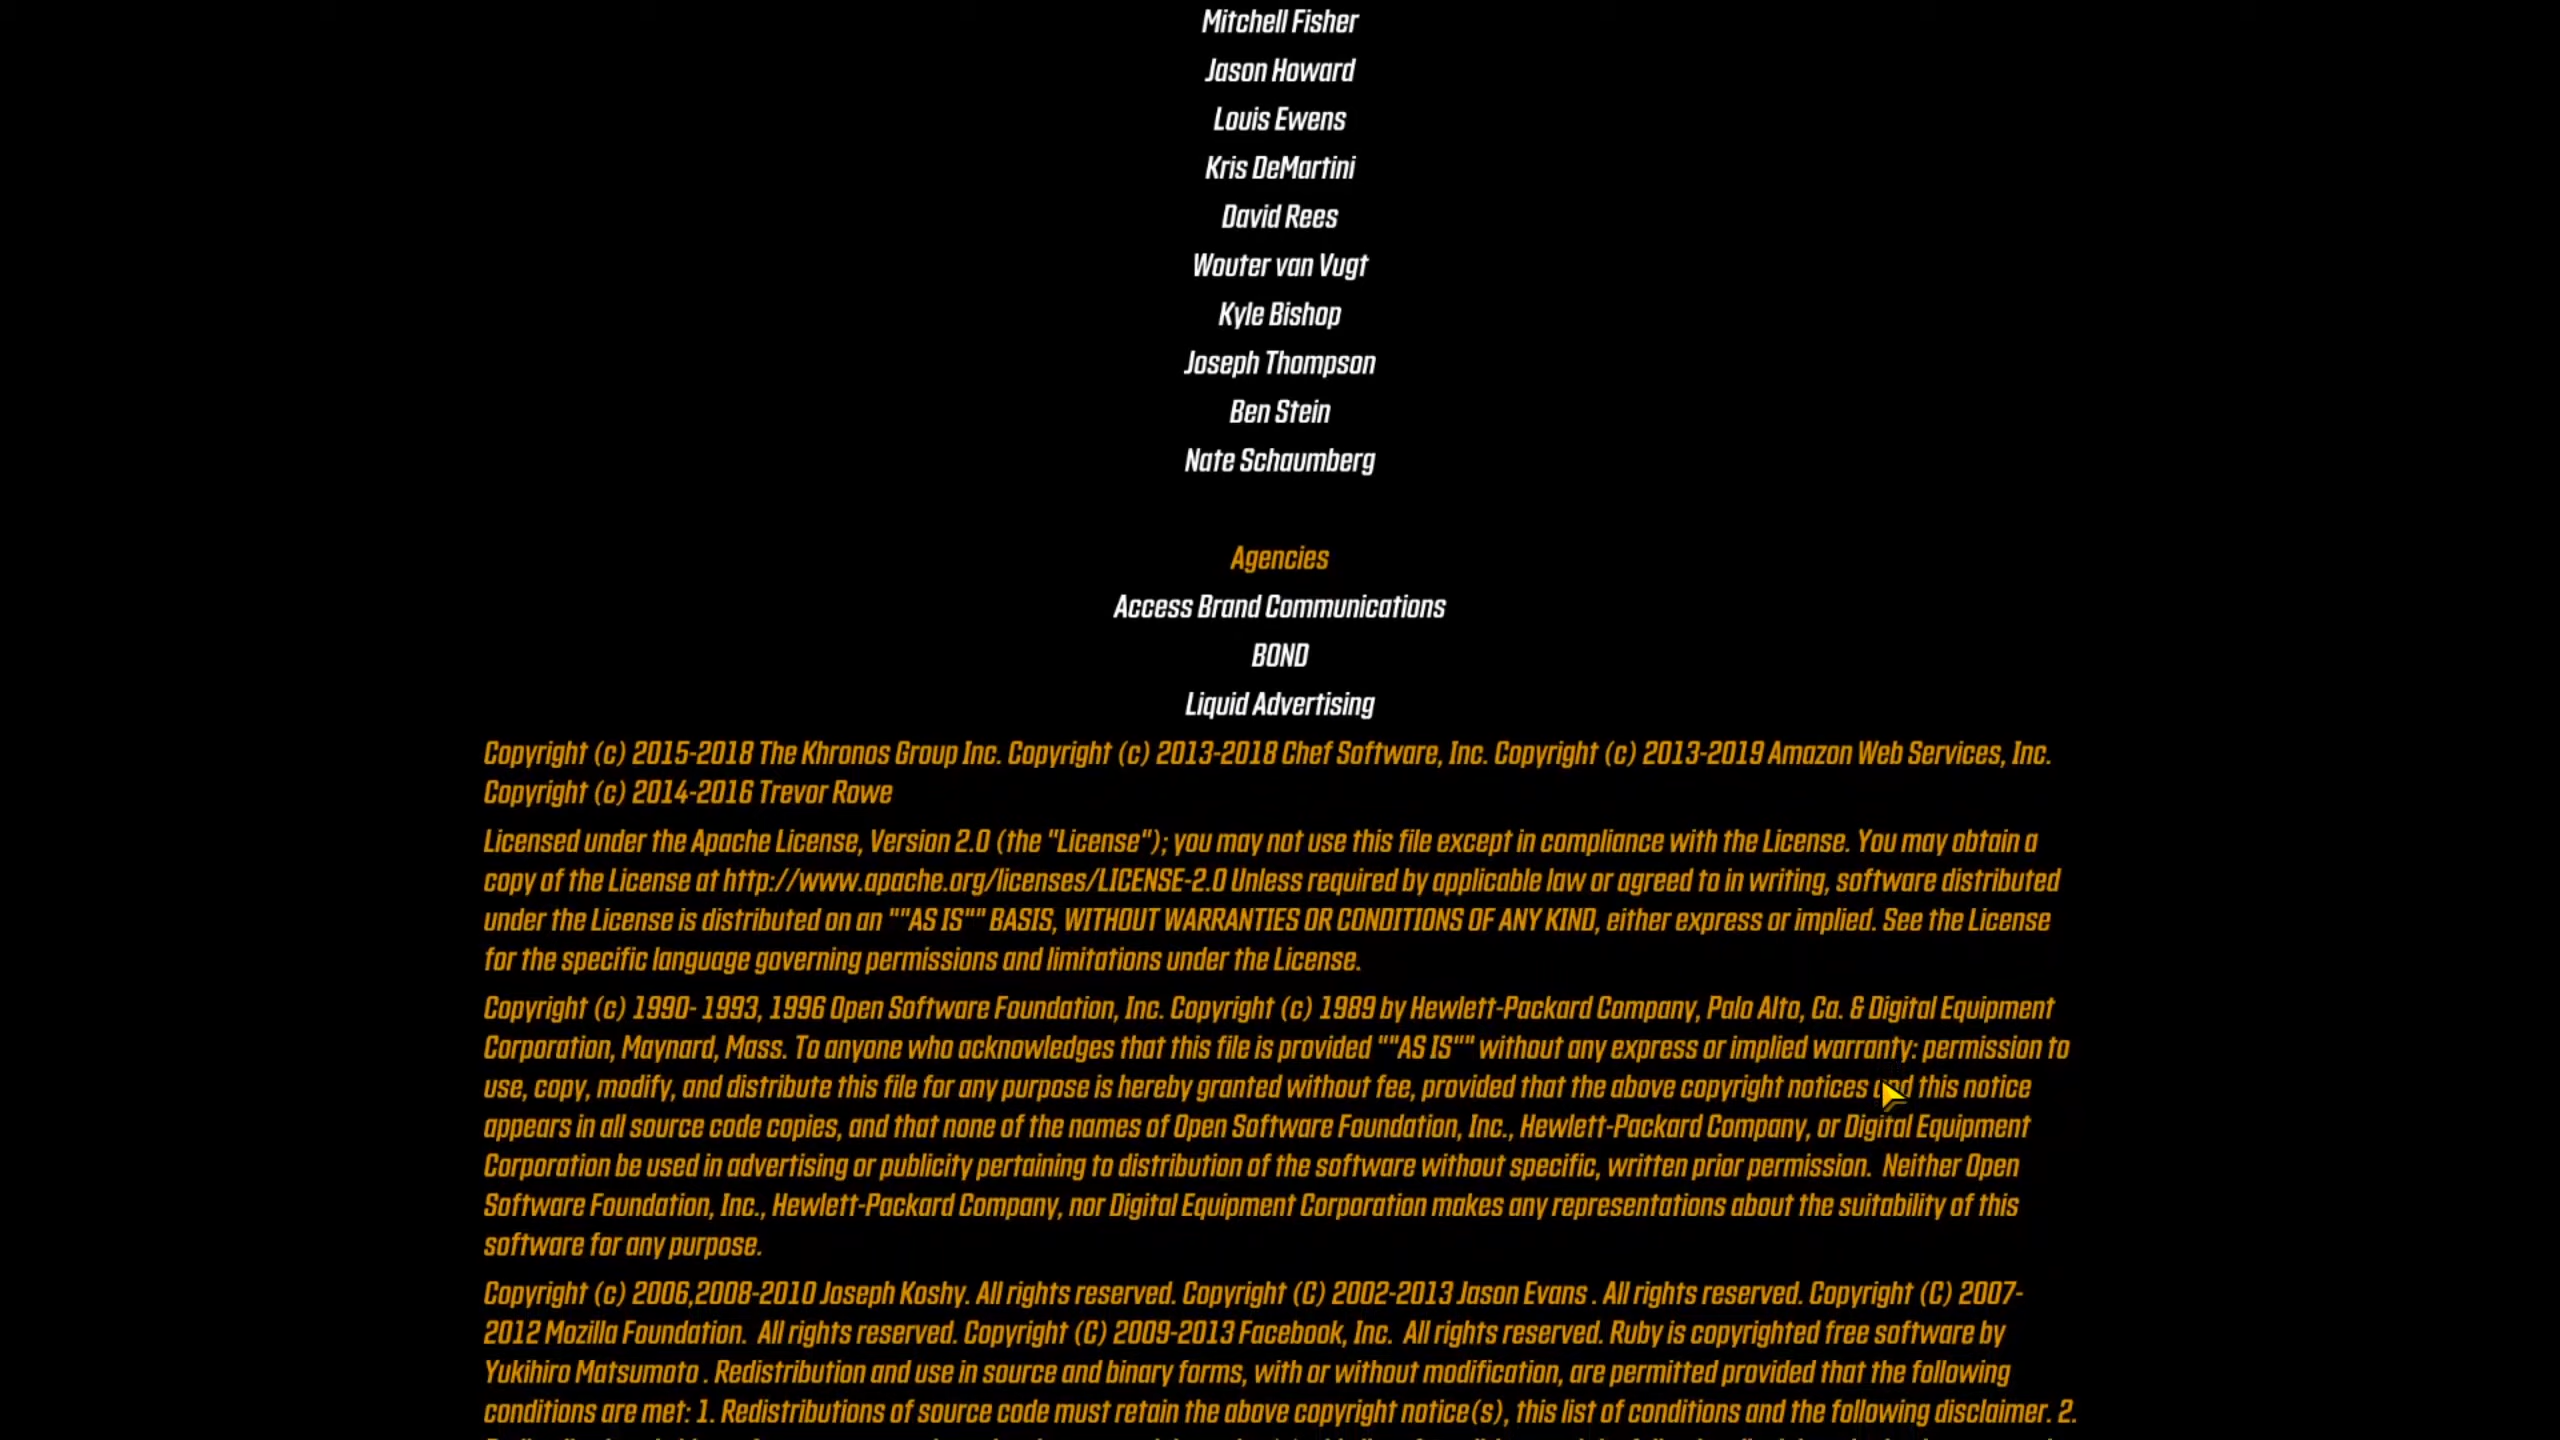 Mitchell Fisher
Jason Howard
Louis Ewens
Kris DeMartini
David Rees
Wouter van Vugt
Kyle Bishop
Joseph Thompson
Ben Stein
Nate Schaumberg
Agencies
Access Brand Communications
BOND
Liquid Advertising
Copyright (c) 2015-2018 The Khronos Group Inc. Copyright (c) 2013-2018 Chef Software, Inc. Copyright (c) 2013-2019 Amazon Web Services, Inc.
Copyright (c) 2014-2016 Trevor Rowe
Licensed under the Apache License, Version 2.0 (the "License"); you may not use this file except in compliance with the License. You may obtain a
copy of the License at http://www.apache.org/licenses/LICENSE-2.0 Unless required by applicable law or agreed to in writing, software distributed
under the License is distributed on an ""AS IS"" BASIS, WITHOUT WARRANTIES OR CONDITIONS OF ANY KIND, either express or implied. See the License
for the specific language governing permissions and limitations under the License.
Copyright (c) 1990- 1993, 1996 Open Software Foundation, Inc. Copyright (c) 1989 by Hewlett-Packard Company, Palo Alto, Ca. & Digital Equipment
Corporation, Maynard, Mass. To anyone who acknowledges that this file is provided ""AS IS"" without any express or implied warranty: permission to
use, copy, modify, and distribute this file for any purpose is hereby granted without fee, provided that the above copyright notices and this notice
appears in all source code copies, and that none of the names of Open Software Foundation, Inc., Hewlett-Packard Company, or Digital Equipment
Corporation be used in advertising or publicity pertaining to distribution of the software without specific, written prior permission.  Neither Open
Software Foundation, Inc., Hewlett-Packard Company, nor Digital Equipment Corporation makes any representations about the suitability of this
software for any purpose.
Copyright (c) 2006,2008-2010 Joseph Koshy. All rights reserved. Copyright (C) 2002-2013 Jason Evans . All rights reserved. Copyright (C) 2007-
2012 Mozilla Foundation.  All rights reserved. Copyright (C) 2009-2013 Facebook, Inc.  All rights reserved. Ruby is copyrighted free software by
Yukihiro Matsumoto . Redistribution and use in source and binary forms, with or without modification, are permitted provided that the following
conditions are met: 1. Redistributions of source code must retain the above copyright notice(s), this list of conditions and the following disclaimer. 2.